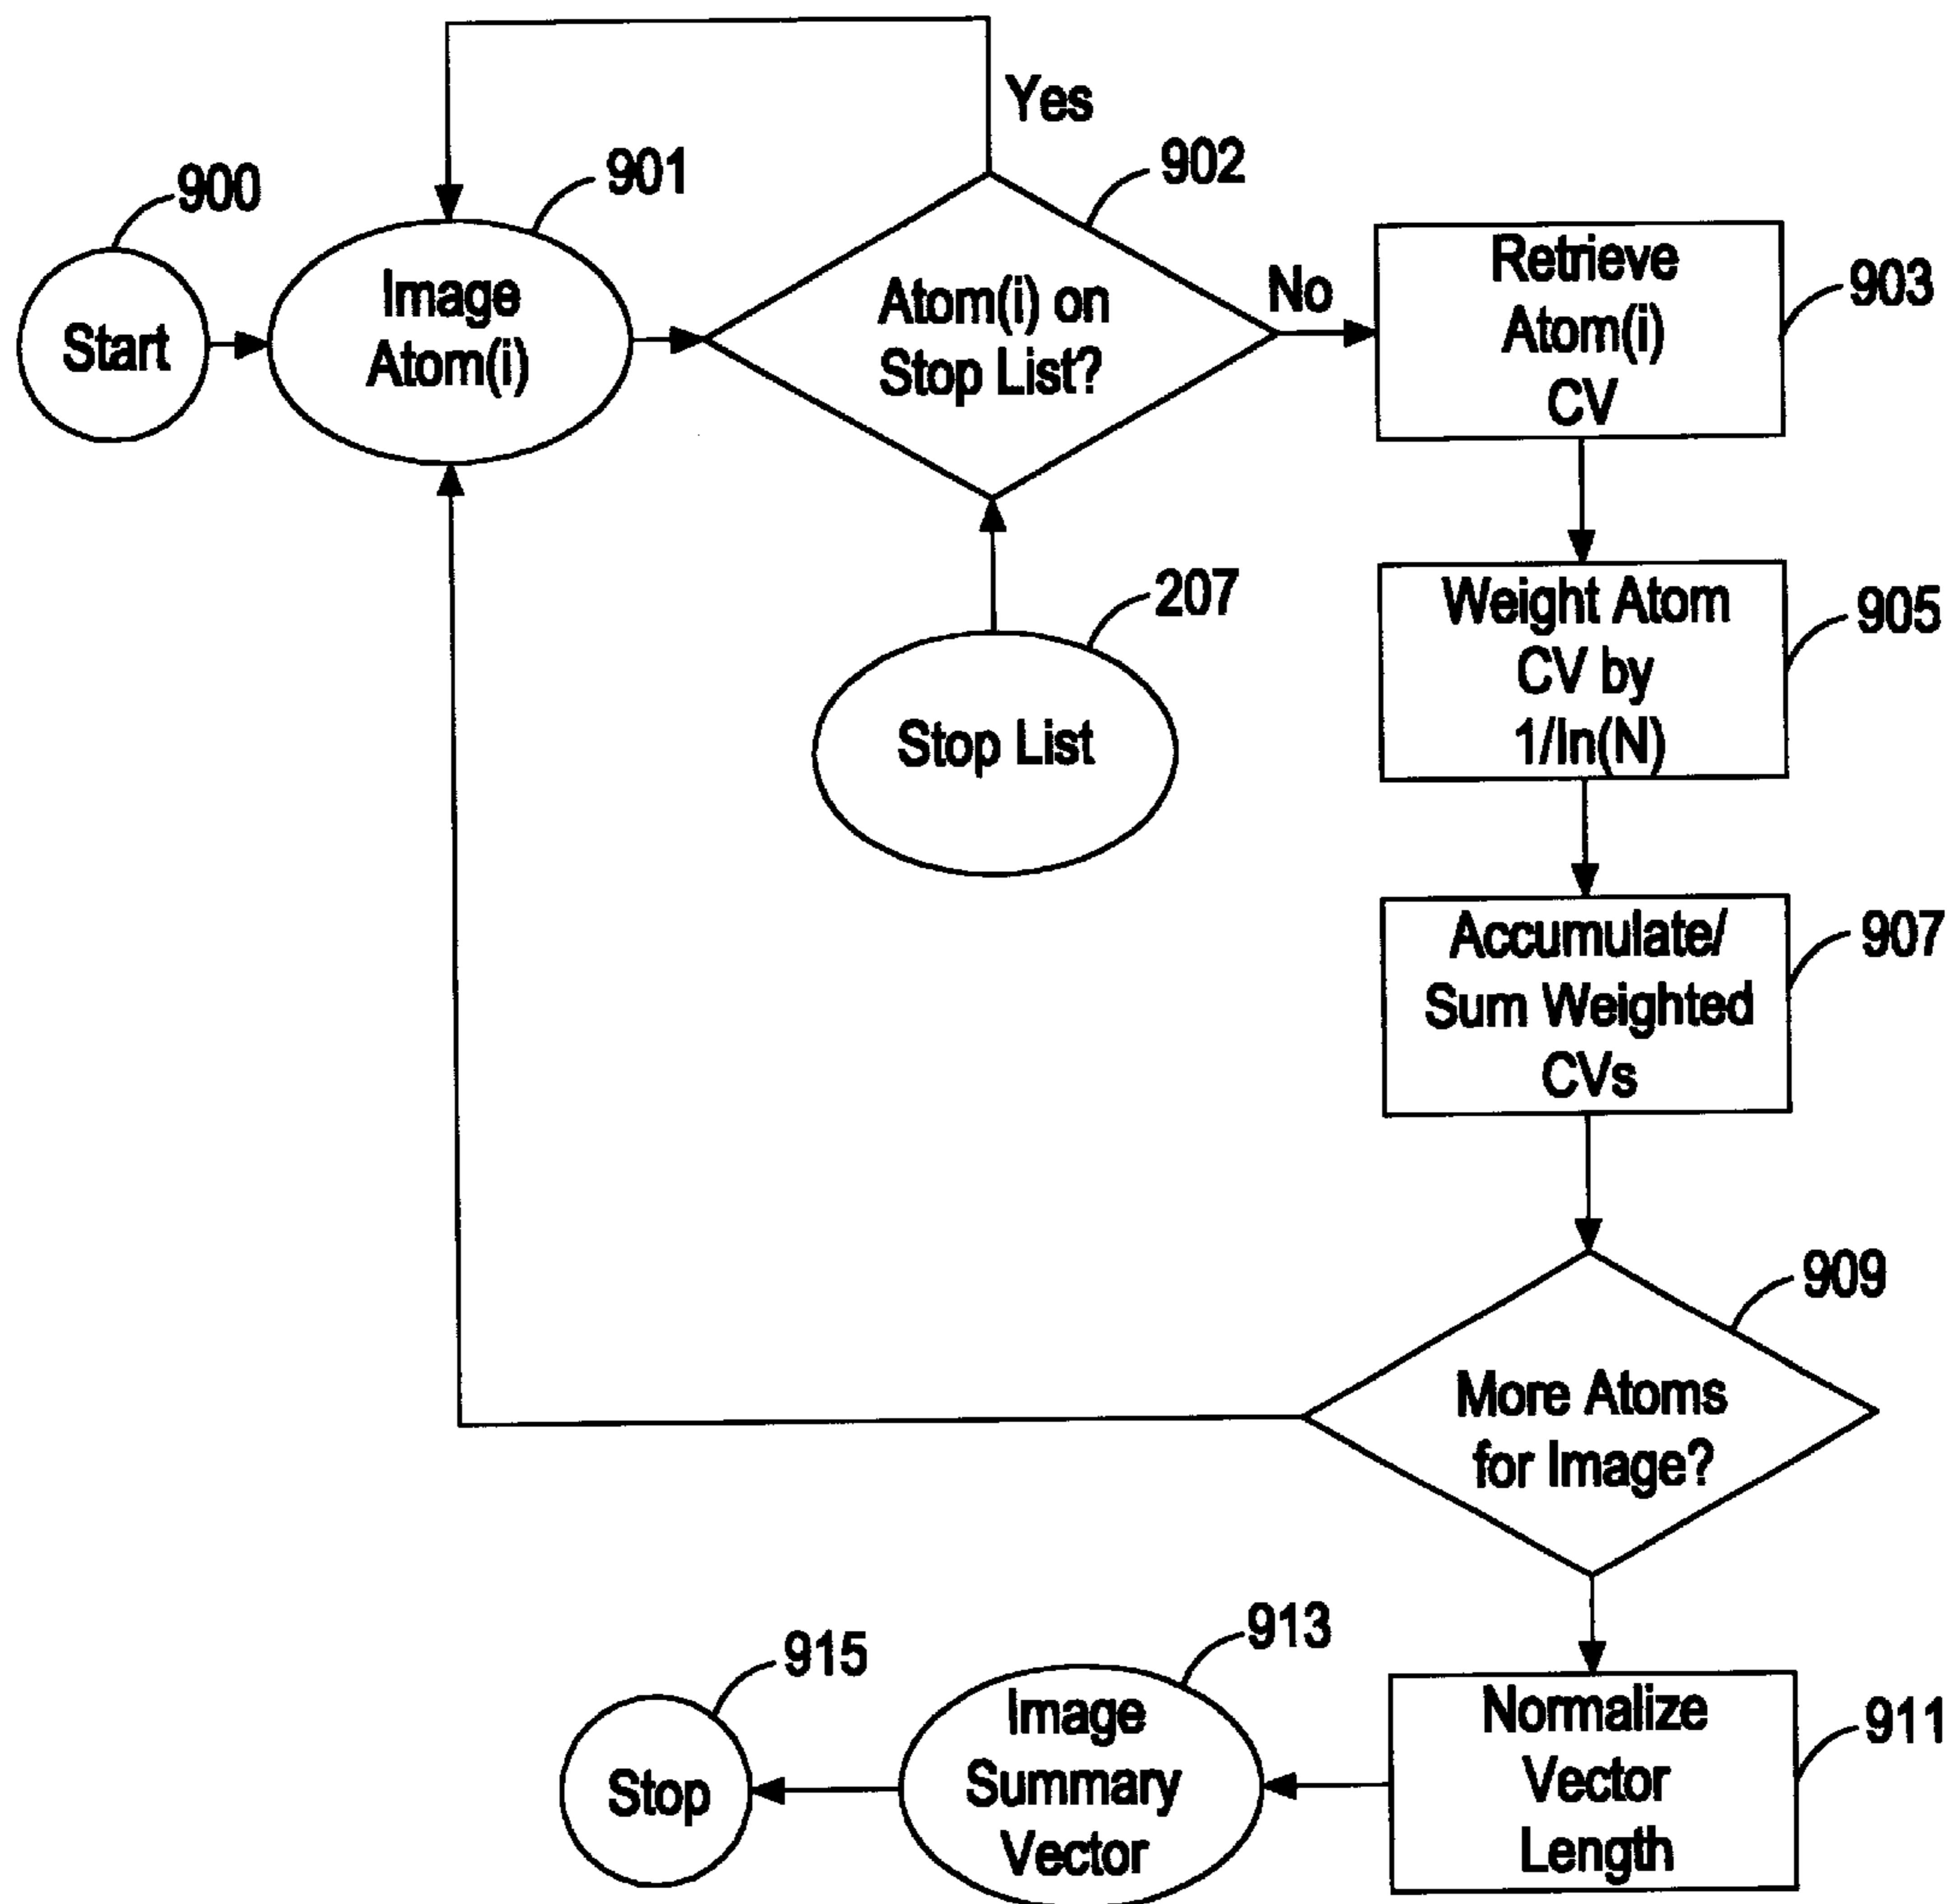 Yes
900
901
902
Start
Image
Atom(i)
Atom(i) on
Stop List?
No
Retrieve
Atom(i)
CV
903
207
Stop List
Weight Atom
CV by
1/ln(N)
905
Accumulate/
Sum Weighted
CVs
907
909
More Atoms
for Image?
915
Stop
913
Image
Summary
Vector
Normalize
Vector
Length
911